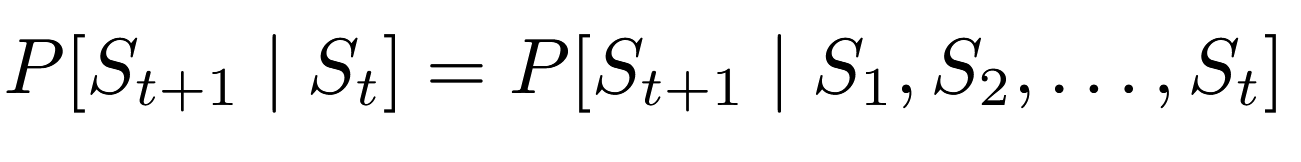 P[S_{t+1} | S_t] = P[S_{t+1} | S_1, S_2, ..., S_t]